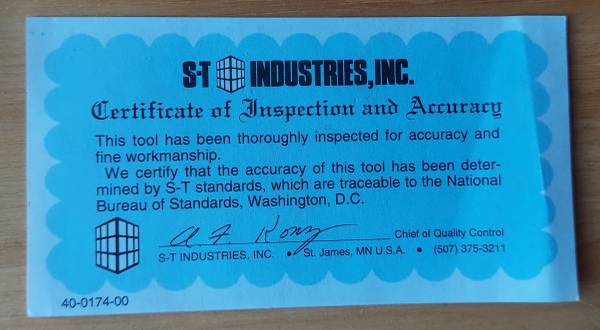 S-T INDUSTRIES, INC.
Certificate of Inspection and Accuracy
This tool has been thoroughly inspected for accuracy and
fine workmanship.
We certify that the accuracy of this tool has been deter-
mined by S-T standards, which are traceable to the National
Bureau of Standards, Washington, D.C.
Chief of Quality Control
S-T INDUSTRIES, INC. • St. James, MN U.S.A. • (507) 375-3211
40-0174-00